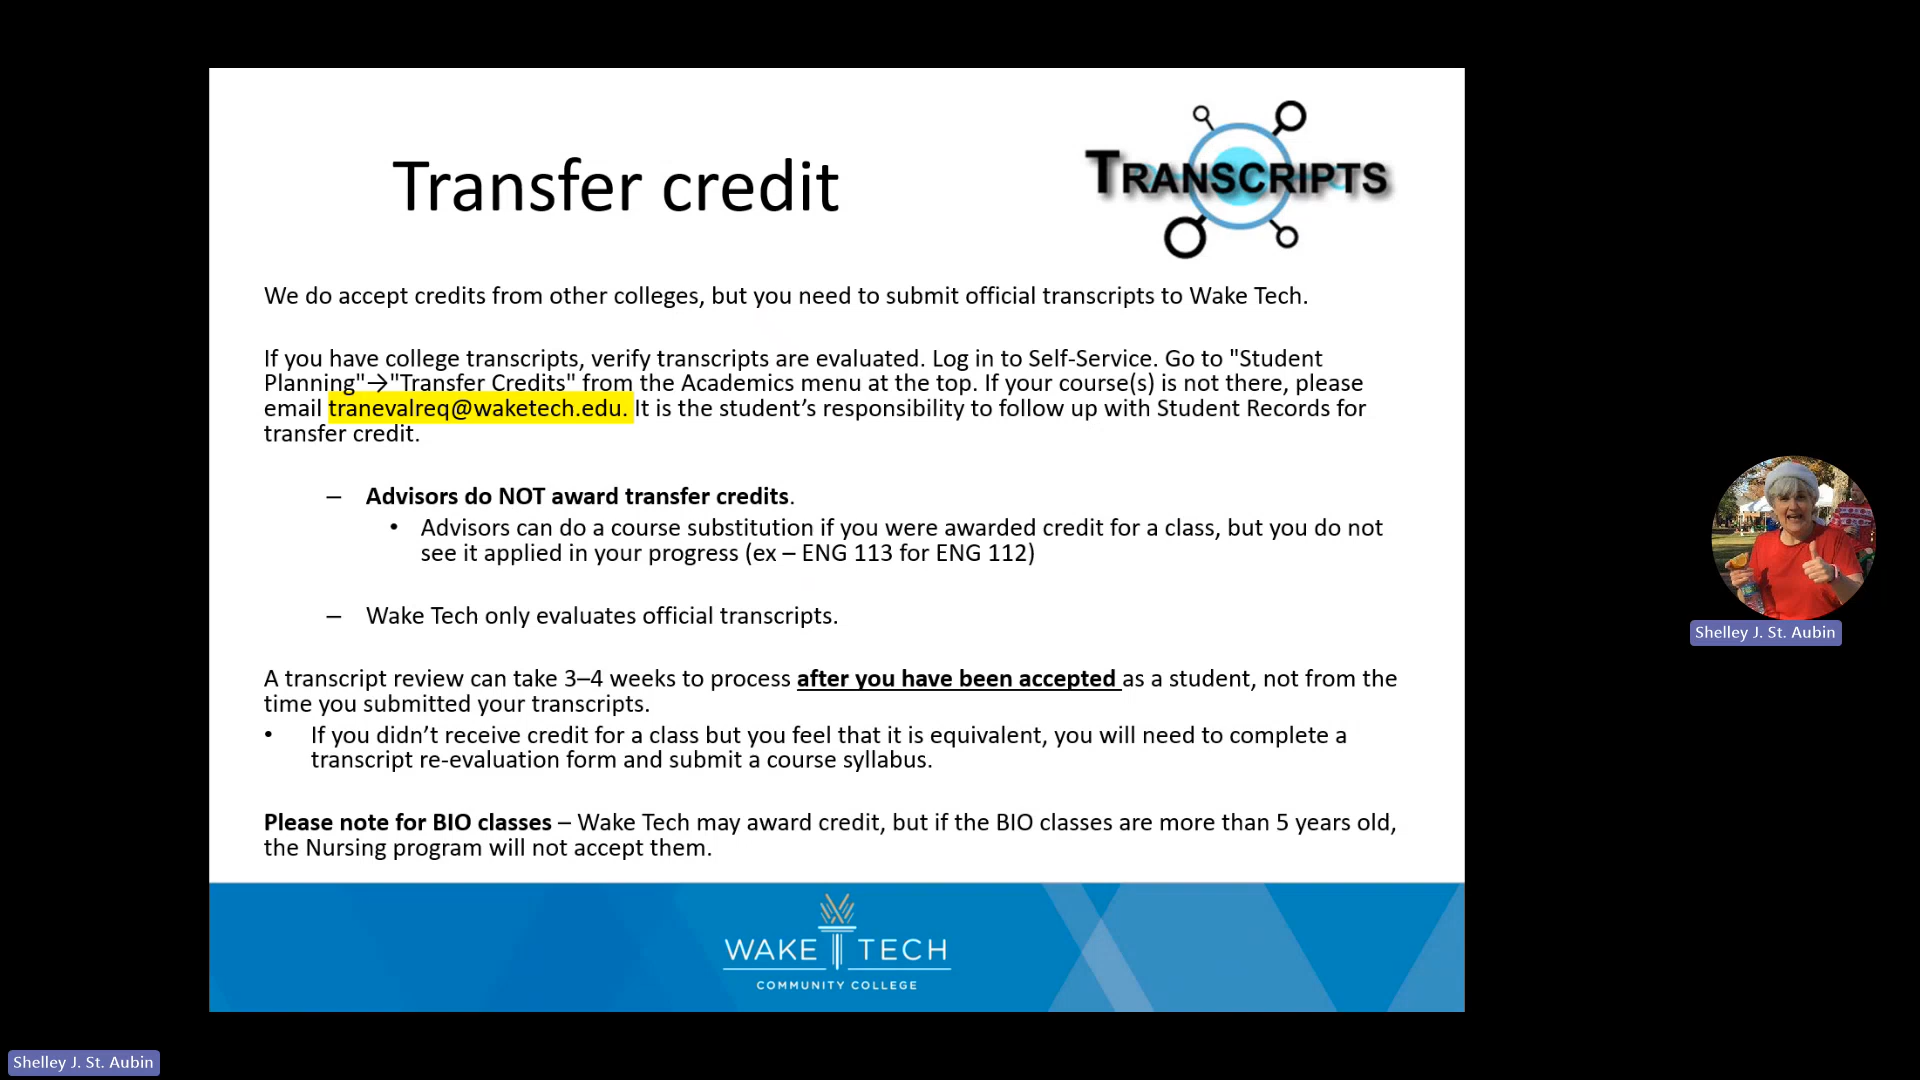 Transfer credit
TRANSCRIPTS
We do accept credits from other colleges, but you need to submit official transcripts to Wake Tech.
If you have college transcripts, verify transcripts are evaluated. Log in to Self-Service. Go to "Student
Planning"→"Transfer Credits" from the Academics menu at the top. If your course(s) is not there, please
email tranevalreq@waketech.edu. It is the student’s responsibility to follow up with Student Records for
transfer credit.
– Advisors do NOT award transfer credits.
• Advisors can do a course substitution if you were awarded credit for a class, but you do not
see it applied in your progress (ex – ENG 113 for ENG 112)
– Wake Tech only evaluates official transcripts.
A transcript review can take 3–4 weeks to process after you have been accepted as a student, not from the
time you submitted your transcripts.
• If you didn’t receive credit for a class but you feel that it is equivalent, you will need to complete a
transcript re-evaluation form and submit a course syllabus.
Please note for BIO classes – Wake Tech may award credit, but if the BIO classes are more than 5 years old,
the Nursing program will not accept them.
WAKE TECH
COMMUNITY COLLEGE
Shelley J. St. Aubin
Shelley J. St. Aubin